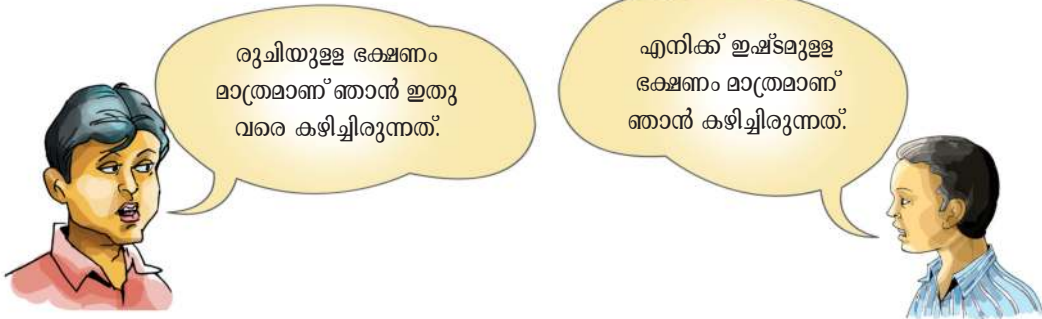 രുചിയുള്ള ഭക്ഷണം
മാത്രമാണ് ഞാൻ ഇതു
വരെ കഴിച്ചിരുന്നത്.
എനിക്ക് ഇഷ്ടമുള്ള
ഭക്ഷണം മാത്രമാണ്
ഞാൻ കഴിച്ചിരുന്നത്.